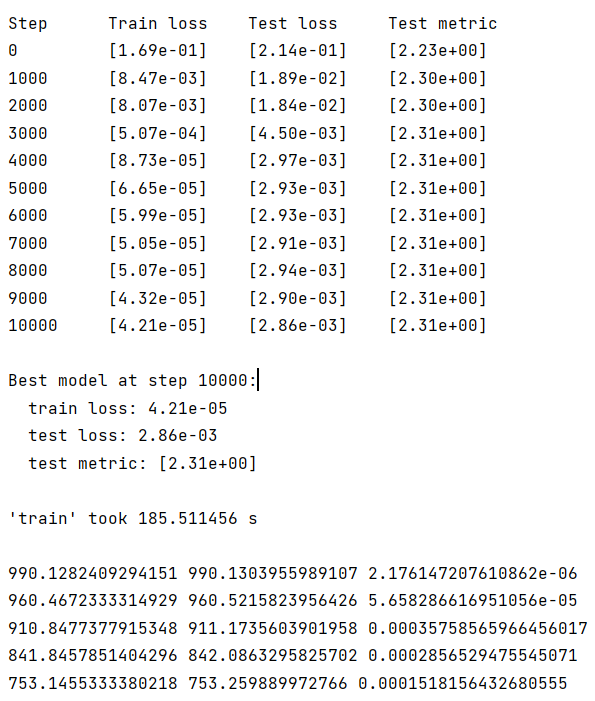 Step Train loss Test loss Test metric
0 [1.69e-01] [2.14e-01] [2.23e+00]
1000 [8.47e-03] [1.89e-02] [2.30e+00]
2000 [8.07e-03] [1.84e-02] [2.30e+00]
3000 [5.07e-04] [4.50e-03] [2.31e+00]
4000 [8.73e-05] [2.97e-03] [2.31e+00]
5000 [6.65e-05] [2.93e-03] [2.31e+00]
6000 [5.99e-05] [2.93e-03] [2.31e+00]
7000 [5.05e-05] [2.91e-03] [2.31e+00]
8000 [5.07e-05] [2.94e-03] [2.31e+00]
9000 [4.32e-05] [2.90e-03] [2.31e+00]
10000 [4.21e-05] [2.86e-03] [2.31e+00]
Best model at step 10000:
train loss: 4.21e-05
test loss: 2.86e-03
test metric: [2.31e+00]
'train' took 185.511456 s
990.1282409294151 990.1303955989107 2.176147207610862e-06
960.4672333314929 960.5215823956426 5.658286616951056e-05
910.8477377915348 911.1735603901958 0.00035758565966456017
841.8457851404296 842.0863295825702 0.0002856529475545071
753.1455333380218 753.259889972766 0.0001518156432680555